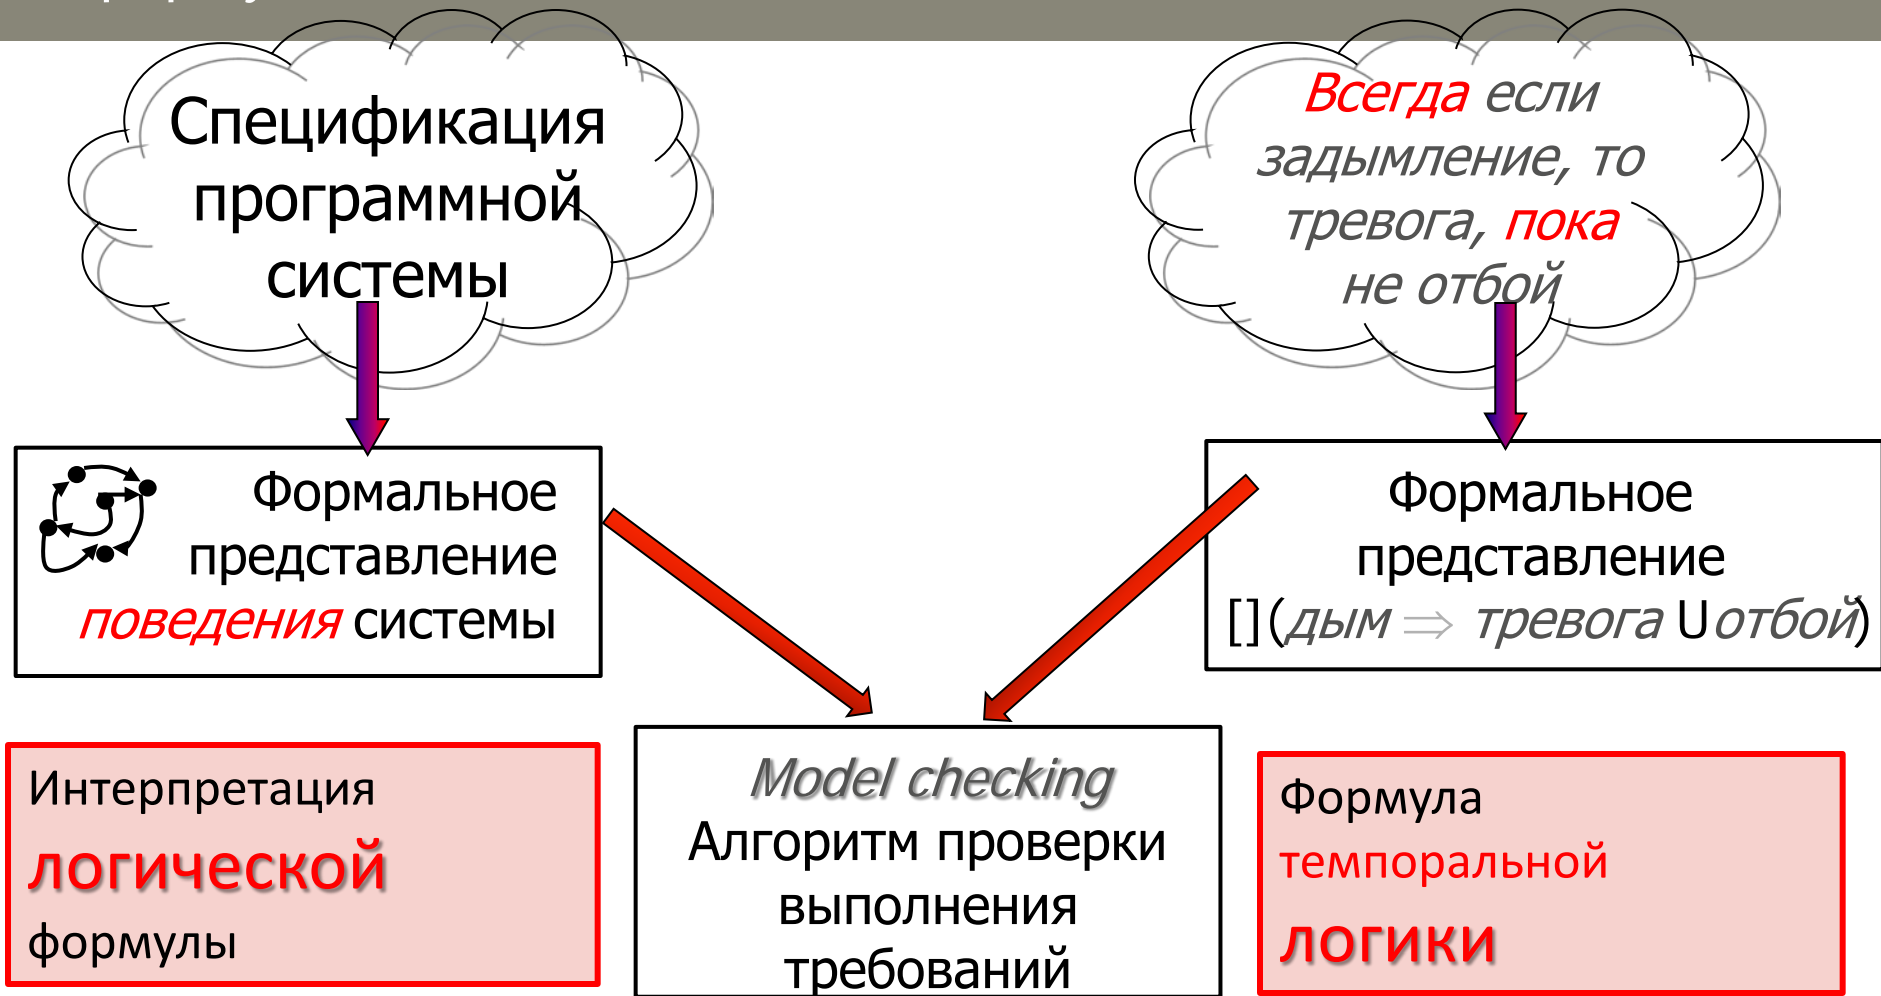 Спецификация
программной
системы
Всегда если
задымление, то
тревога, пока
не отбой
Формальное
представление
поведения системы
Формальное
представление
[](дым ⇒ тревога U отбой)
Интерпретация
логической
формулы
Model checking
Алгоритм проверки
выполнения
требований
Формула
темпоральной
логики